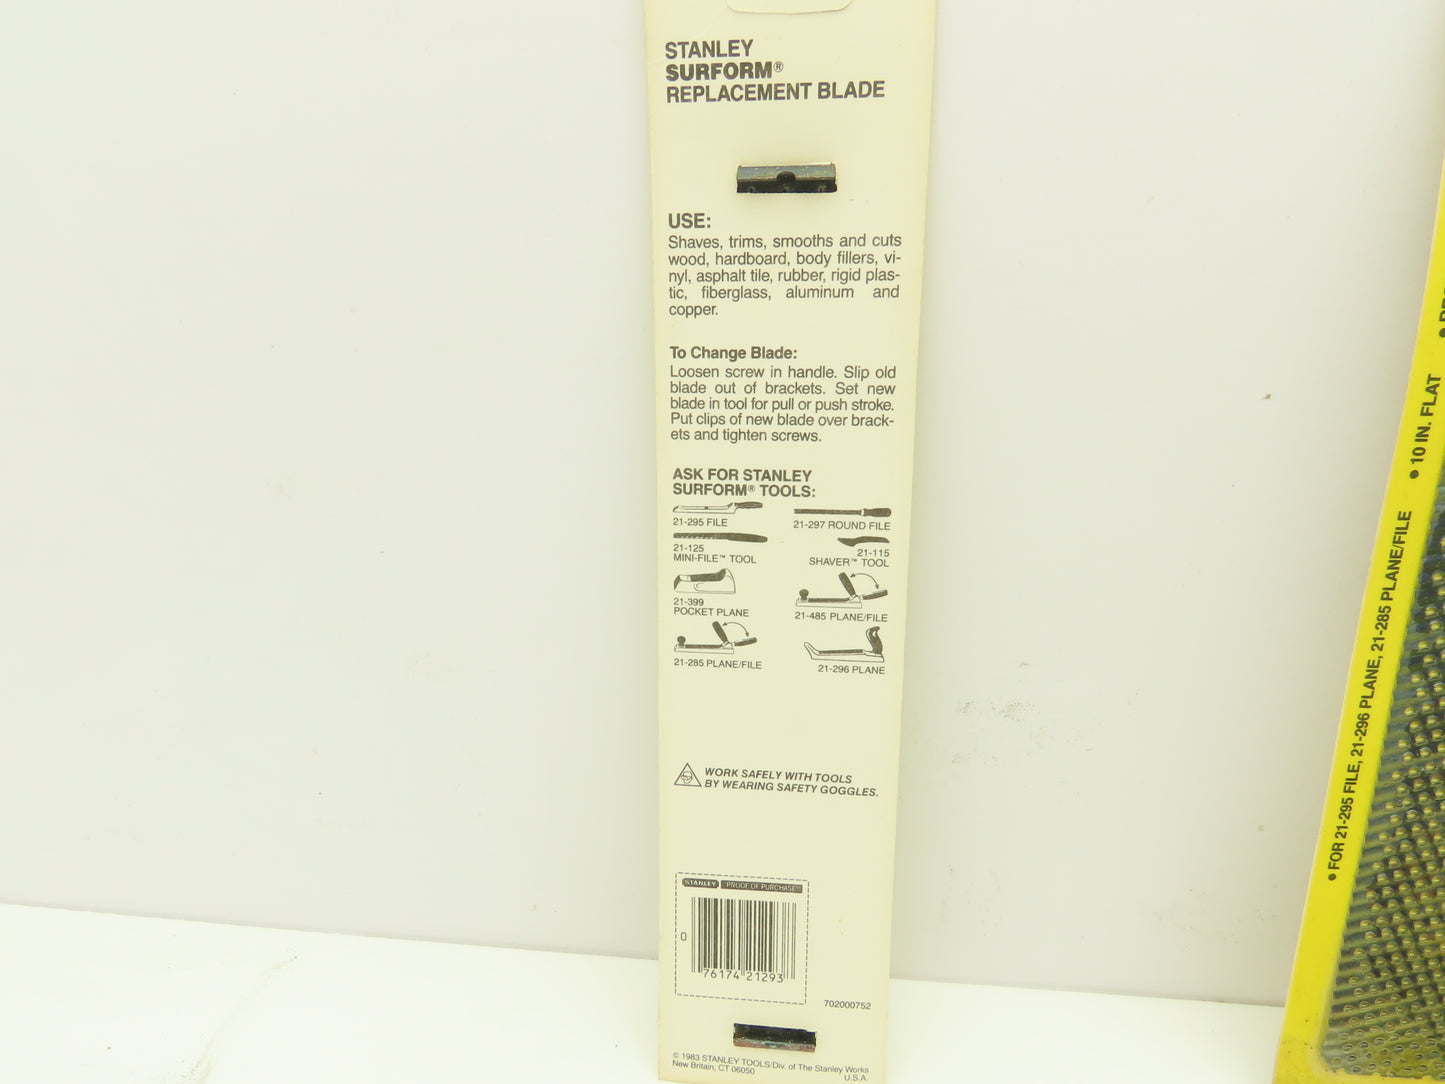 STANLEY
SURFORM®
REPLACEMENT BLADE
USE:
Shaves, trims, smooths and cuts
wood, hardboard, body fillers, vi-
nyl, asphalt tile, rubber, rigid plas-
tic, fiberglass, aluminum and
copper.
To Change Blade:
Loosen screw in handle. Slip old
blade out of brackets. Set new
blade in tool for pull or push stroke.
Put clips of new blade over brack-
ets and tighten screws.
ASK FOR STANLEY
SURFORM® TOOLS:
21-295 FILE
21-297 ROUND FILE
21-125
MINI-FILE™ TOOL
21-115
SHAVER™ TOOL
21-399
POCKET PLANE
21-485 PLANE/FILE
21-285 PLANE/FILE
21-296 PLANE
WORK SAFELY WITH TOOLS
BY WEARING SAFETY GOGGLES.
STANLEY PROOF OF PURCHASE
0 76174 21293
702000752
© 1983 STANLEY TOOLS/Div. of The Stanley Works
New Britain, CT 06050 U.S.A.
• 10 IN. FLAT
• FOR 21-295 FILE, 21-296 PLANE, 21-285 PLANE/FILE